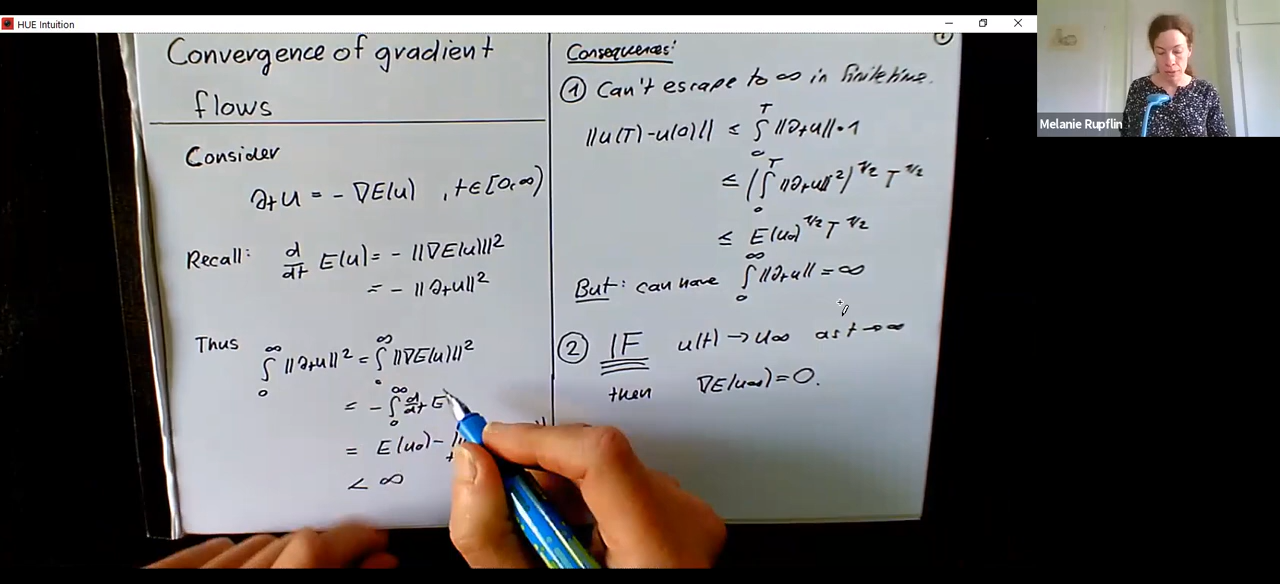 HUE Intuition
Convergence of gradient
flows
Consider
∂ₜu = - ∇E(u) , t∈[0,∞)
Recall: d/dt E(u) = - ||∇E(u)||²
= - ||∂ₜu||²
Thus ∫₀^∞ ||∂ₜu||² = ∫₀^∞ ||∇E(u)||²
= - ∫₀^∞ d/dt E
= E(u₀) -
< ∞
Consequences:
① Can't escape to ∞ in finite time.
||u(T)-u(0)|| ≤ ∫₀^T ||∂ₜu||·1
≤ (∫₀^T ||∂ₜu||²)^1/2 T^1/2
≤ E(u₀)^1/2 T^1/2
But: can have ∫₀^∞ ||∂ₜu|| = ∞
② IF u(t) → u∞ as t→∞
then ∇E(u∞) = 0.
Melanie Rupflin